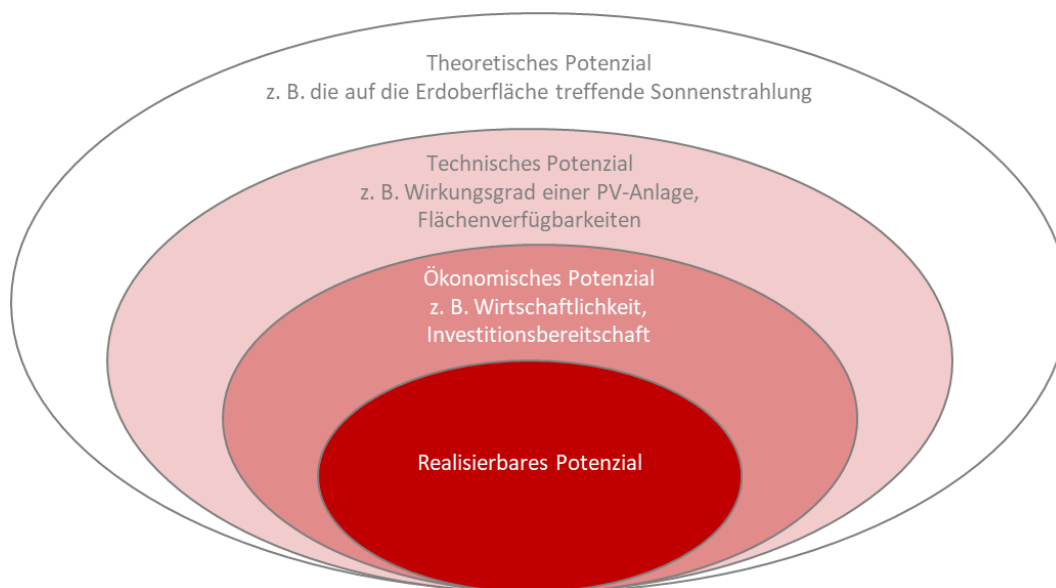 Theoretisches Potenzial
z. B. die auf die Erdoberfläche treffende Sonnenstrahlung
Technisches Potenzial
z. B. Wirkungsgrad einer PV-Anlage,
Flächenverfügbarkeiten
Ökonomisches Potenzial
z. B. Wirtschaftlichkeit,
Investitionsbereitschaft
Realisierbares Potenzial